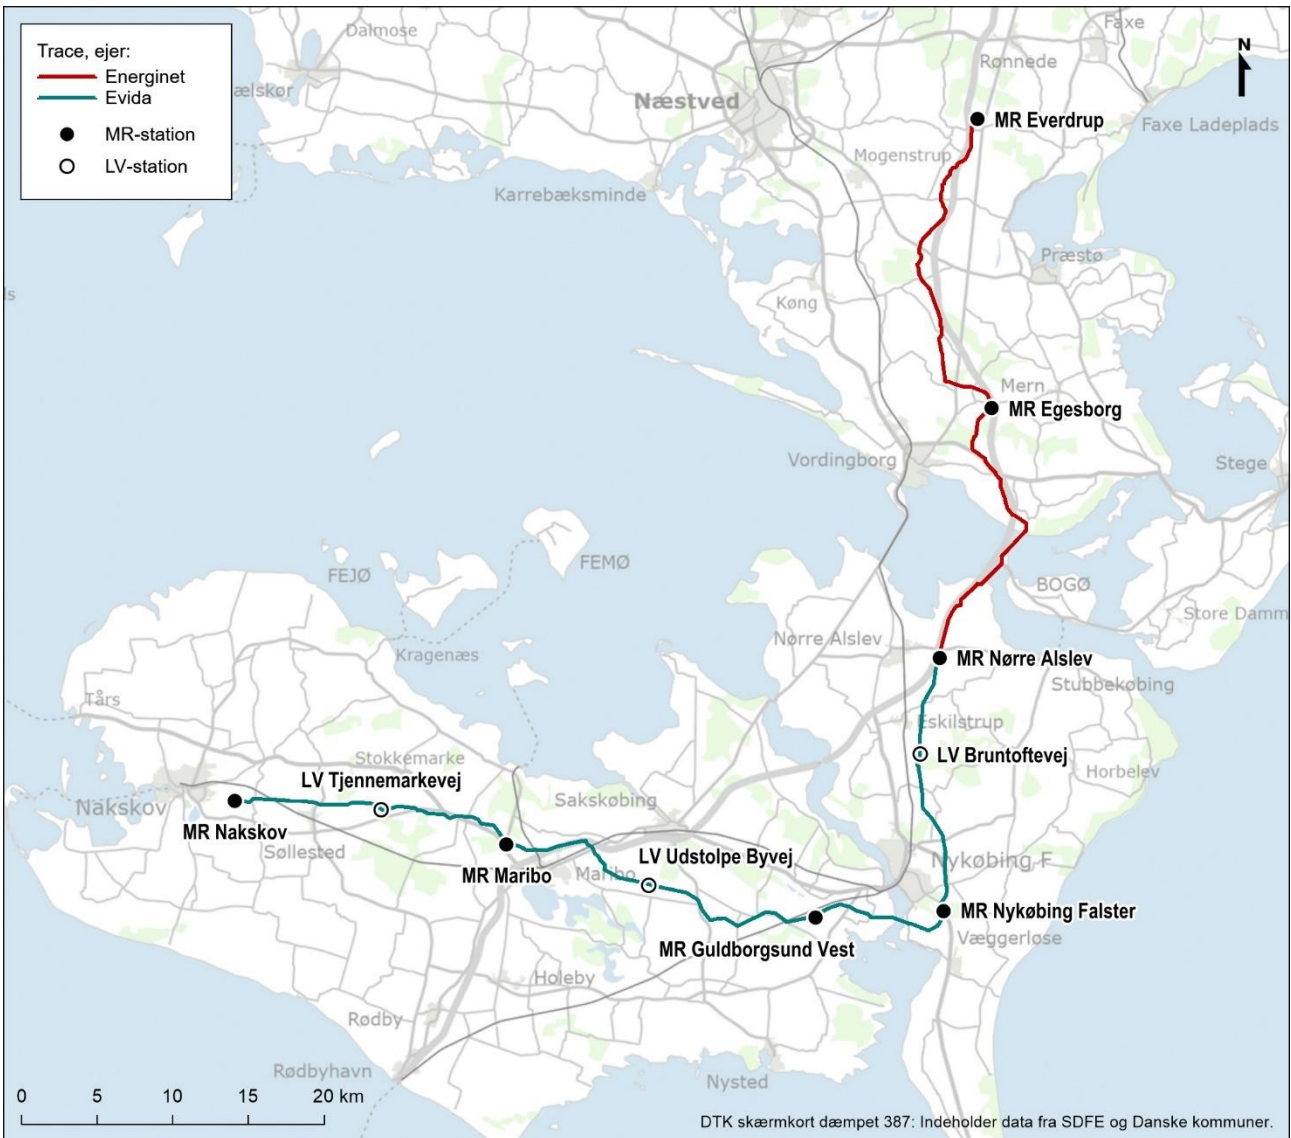 Trace, ejer:
Energinet
Evida
MR-station
LV-station
Dalmose
Faxe
N
Rønnede
ælskør
Næstved
MR Everdrup
Faxe Ladeplads
Mogenstrup
Karrebæksminde
Præstø
Køng
Mern
MR Egesborg
Vordingborg
Stege
FEJØ
FEMØ
BOGØ
Store Damm
Nørre Alslev
Kragenæs
MR Nørre Alslev
Stubbekøbing
Tårs
Eskilstrup
Stokkemarke
LV Bruntoftevej
LV Tjennemarkevej
Horbelev
Sakskøbing
Nakskov
MR Nakskov
Søllested
LV Udstolpe Byvej
Nykøbing F
MR Maribo
Maribo
MR Nykøbing Falster
Væggerløse
MR Guldborgsund Vest
Holeby
Rødby
Rødbyhavn
Nysted
0 5 10 15 20 km
DTK skærmkort dæmpet 387: Indeholder data fra SDFE og Danske kommuner.